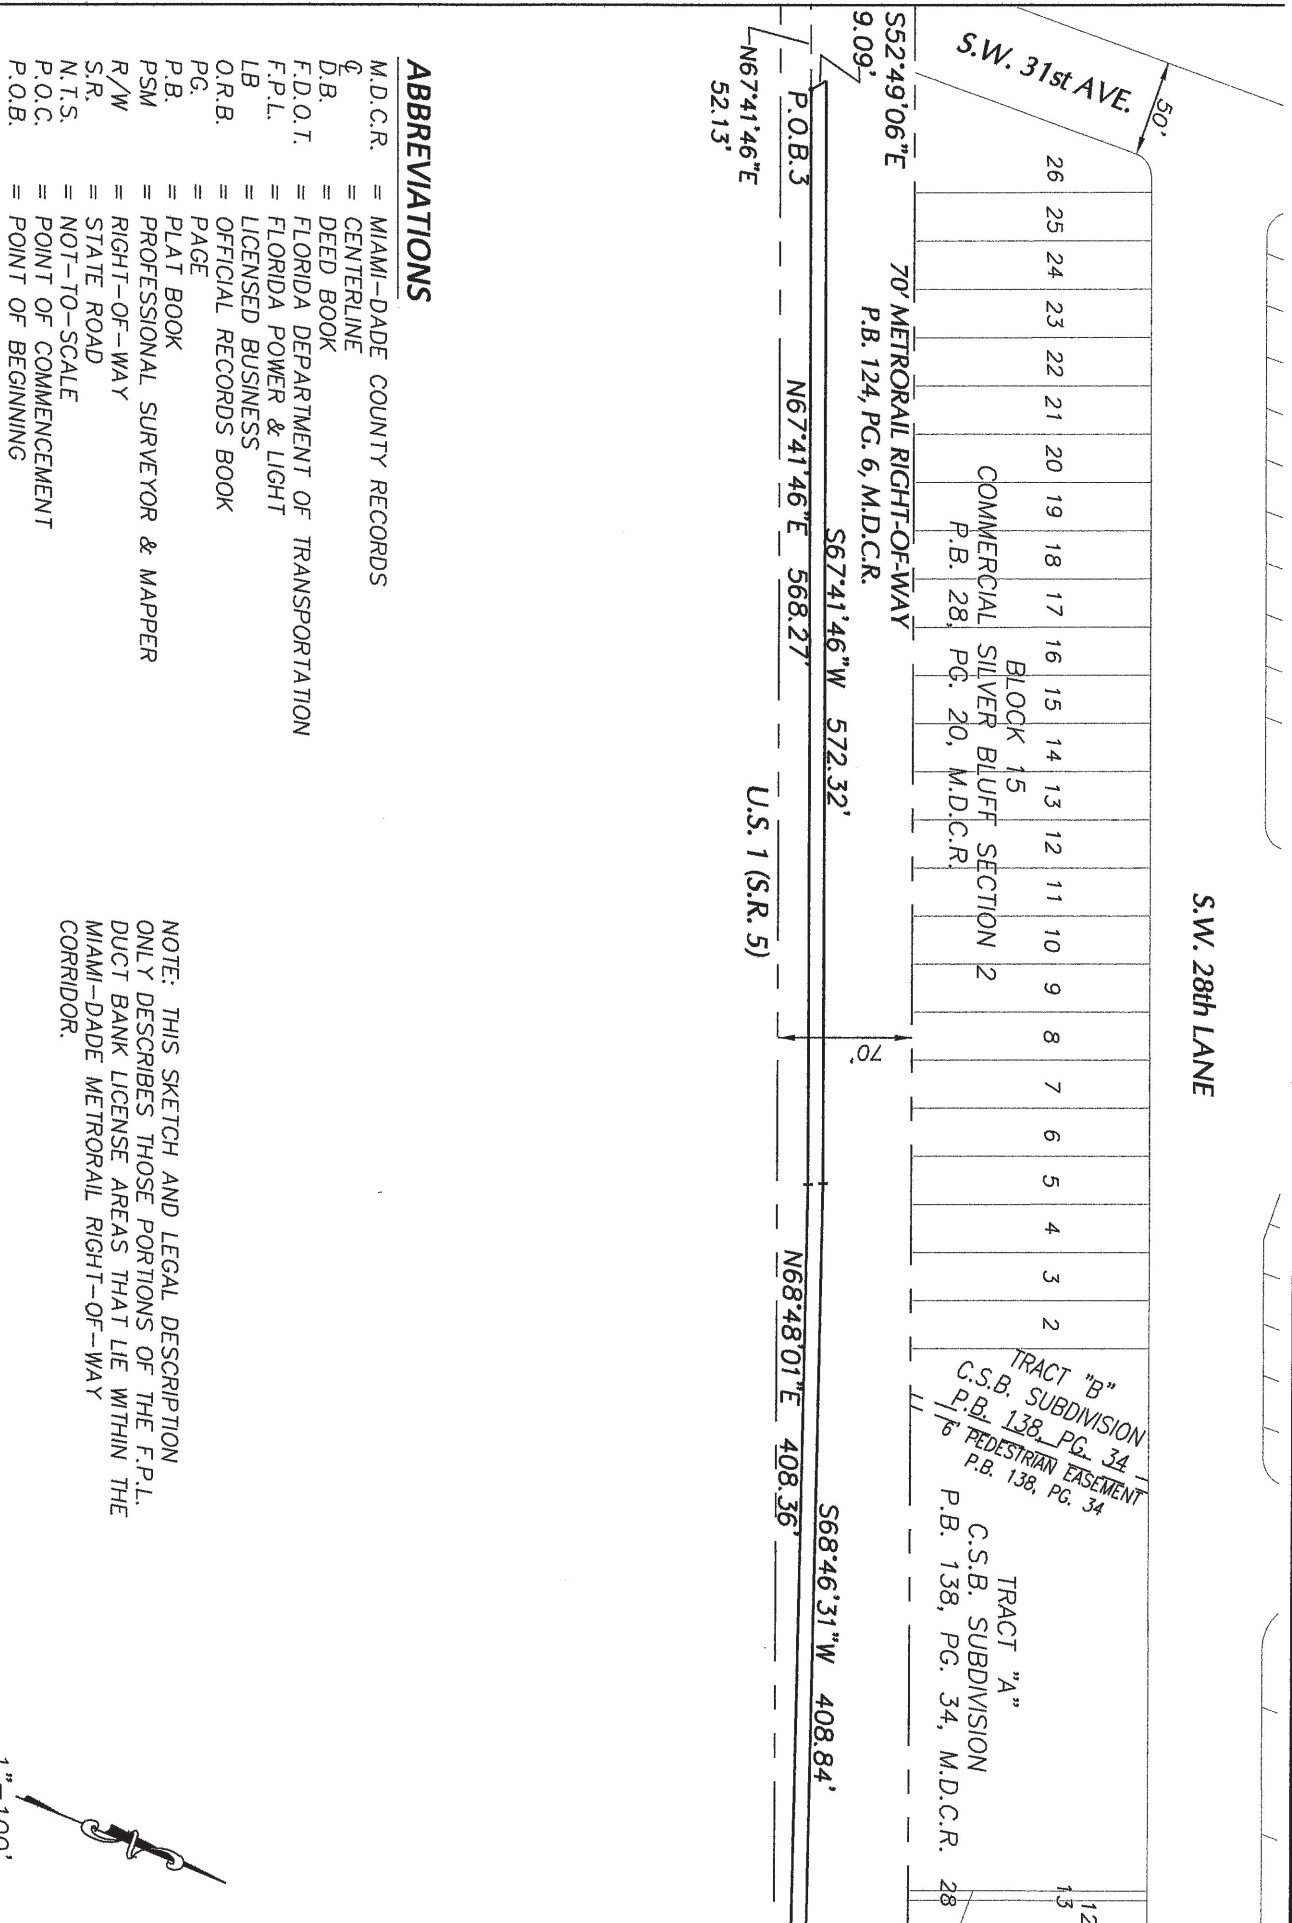 S.W. 28th LANE
S.W. 31st AVE.
50'
26 25 24 23 22 21 20 19 18 17 16 15 14 13 12 11 10 9 8 7 6 5 4 3 2
BLOCK 15
COMMERCIAL SILVER BLUFF SECTION 2
P.B. 28, PG. 20, M.D.C.R.
TRACT "B"
C.S.B. SUBDIVISION
P.B. 138, PG. 34
6' PEDESTRIAN EASEMENT
P.B. 138, PG. 34
TRACT "A"
C.S.B. SUBDIVISION
P.B. 138, PG. 34, M.D.C.R.
12
13
28
S52°49'06"E
9.09'
70' METRORAIL RIGHT-OF-WAY
P.B. 124, PG. 6, M.D.C.R.
70'
S67°41'46"W 572.32'
S68°46'31"W 408.84'
P.O.B.3
N67°41'46"E 568.27'
N68°48'01"E 408.36'
N67°41'46"E
52.13'
U.S. 1 (S.R. 5)
ABBREVIATIONS
M.D.C.R. = MIAMI-DADE COUNTY RECORDS
℄ = CENTERLINE
D.B. = DEED BOOK
F.D.O.T. = FLORIDA DEPARTMENT OF TRANSPORTATION
F.P.L. = FLORIDA POWER & LIGHT
LB = LICENSED BUSINESS
O.R.B. = OFFICIAL RECORDS BOOK
PG. = PAGE
P.B. = PLAT BOOK
PSM = PROFESSIONAL SURVEYOR & MAPPER
R/W = RIGHT-OF-WAY
S.R. = STATE ROAD
N.T.S. = NOT-TO-SCALE
P.O.C. = POINT OF COMMENCEMENT
P.O.B. = POINT OF BEGINNING
NOTE: THIS SKETCH AND LEGAL DESCRIPTION
ONLY DESCRIBES THOSE PORTIONS OF THE F.P.L.
DUCT BANK LICENSE AREAS THAT LIE WITHIN THE
MIAMI-DADE METRORAIL RIGHT-OF-WAY
CORRIDOR.
1"=100'